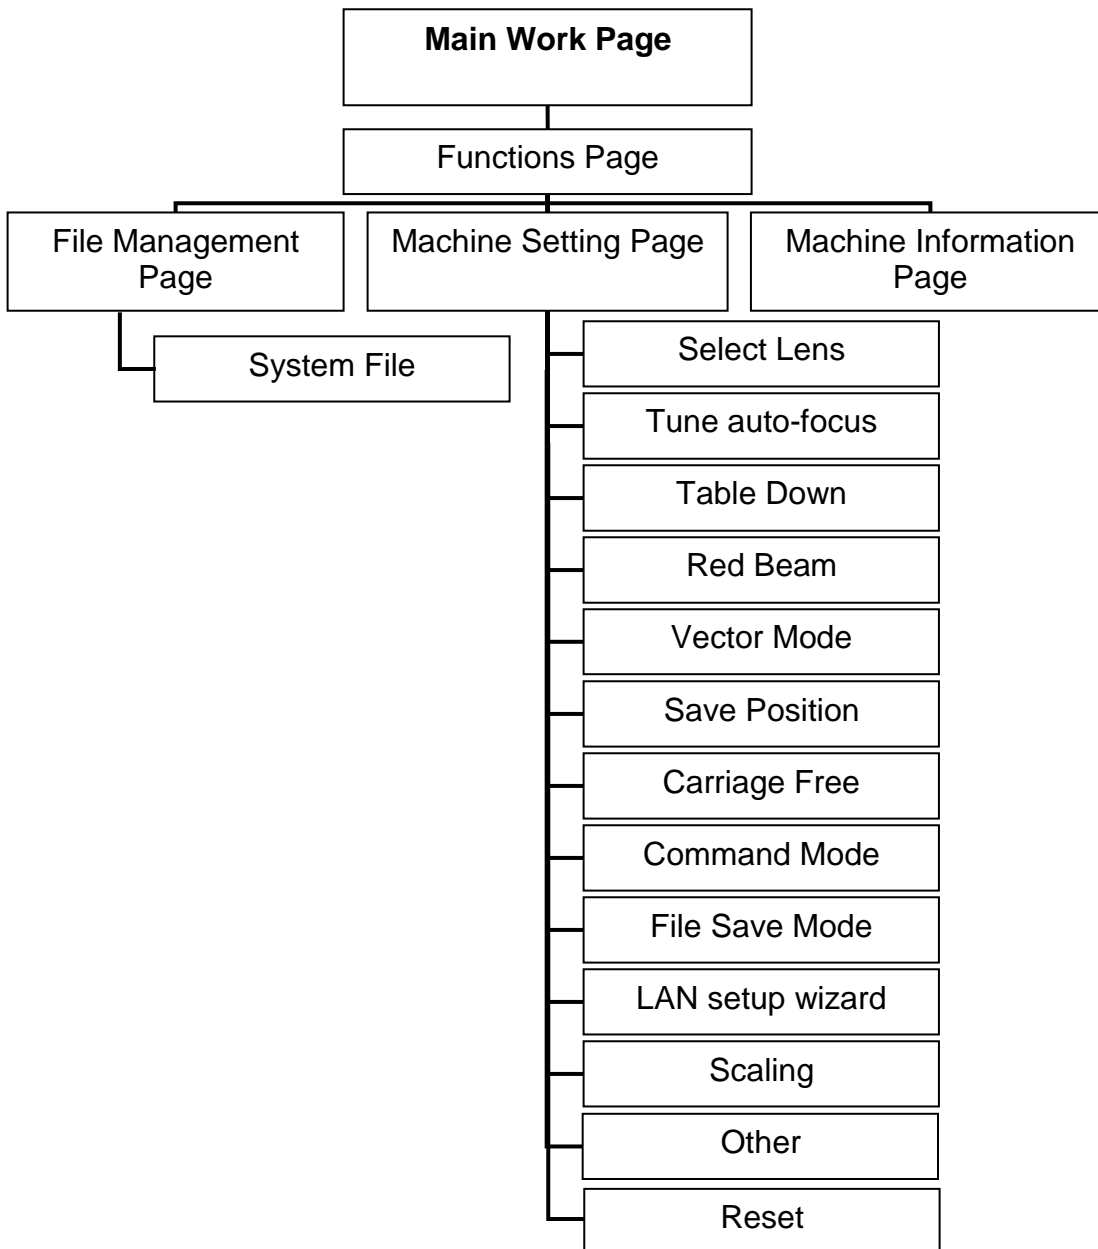 Main Work Page
Functions Page
File Management
Page
Machine Setting Page
Machine Information
Page
System File
Select Lens
Tune auto-focus
Table Down
Red Beam
Vector Mode
Save Position
Carriage Free
Command Mode
File Save Mode
LAN setup wizard
Scaling
Other
Reset